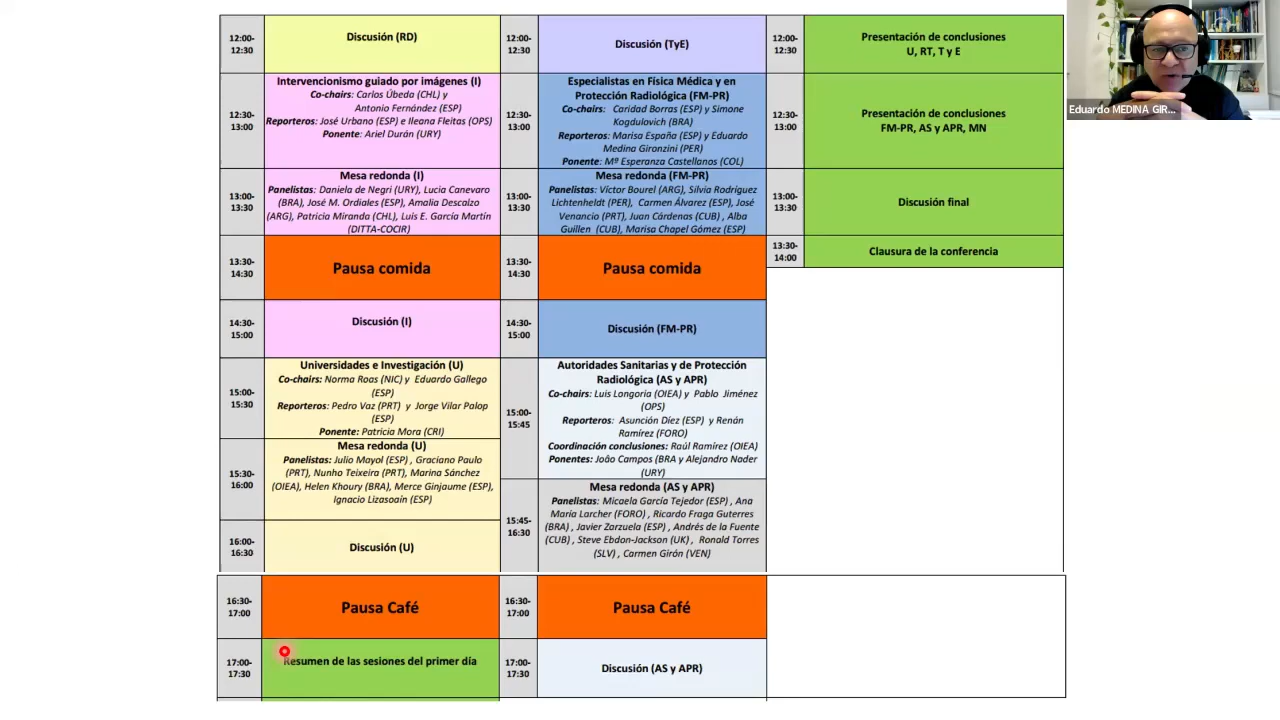 12:00-
12:30
Discusión (RD)
12:30-
13:00
Intervencionismo guiado por imágenes (I)
Co-chairs: Carlos Úbeda (CHL) y
Antonio Fernández (ESP)
Reporteros: José Urbano (ESP) e Ileana Fleitas (OPS)
Ponente: Ariel Durán (URY)
13:00-
13:30
Mesa redonda (I)
Panelistas: Daniela de Negri (URY), Lucia Canevaro
(BRA), José M. Ordiales (ESP), Amalia Descalzo
(ARG), Patricia Miranda (CHL), Luis E. García Martín
(DITTA-COCIR)
13:30-
14:30
Pausa comida
14:30-
15:00
Discusión (I)
15:00-
15:30
Universidades e Investigación (U)
Co-chairs: Norma Roas (NIC) y Eduardo Gallego
(ESP)
Reporteros: Pedro Vaz (PRT) y Jorge Vilar Palop
(ESP)
Ponente: Patricia Mora (CRI)
15:30-
16:00
Mesa redonda (U)
Panelistas: Julio Mayol (ESP) , Graciano Paulo
(PRT), Nunho Teixeira (PRT), Marina Sánchez
(OIEA), Helen Khoury (BRA), Merce Ginjaume (ESP),
Ignacio Lizasoaín (ESP)
16:00-
16:30
Discusión (U)
16:30-
17:00
Pausa Café
17:00-
17:30
Resumen de las sesiones del primer día
12:00-
12:30
Discusión (TyE)
12:30-
13:00
Especialistas en Física Médica y en
Protección Radiológica (FM-PR)
Co-chairs: Caridad Borras (ESP) y Simone
Kogdulovich (BRA)
Reporteros: Marisa España (ESP) y Eduardo
Medina Gironzini (PER)
Ponente: Mª Esperanza Castellanos (COL)
13:00-
13:30
Mesa redonda (FM-PR)
Panelistas: Víctor Bourel (ARG), Silvia Rodríguez
Lichtenheldt (PER), Carmen Álvarez (ESP), José
Venancio (PRT), Juan Cárdenas (CUB) , Alba
Guillen (CUB), Marisa Chapel Gómez (ESP)
13:30-
14:30
Pausa comida
14:30-
15:00
Discusión (FM-PR)
15:00-
15:45
Autoridades Sanitarias y de Protección
Radiológica (AS y APR)
Co-chairs: Luis Longoria (OIEA) y Pablo Jiménez
(OPS)
Reporteros: Asunción Díez (ESP) y Renán
Ramírez (FORO)
Coordinación conclusiones: Raúl Ramírez (OIEA)
Ponentes: João Campos (BRA y Alejandro Nader
(URY)
15:45-
16:30
Mesa redonda (AS y APR)
Panelistas: Micaela García Tejedor (ESP) , Ana
Maria Larcher (FORO) , Ricardo Fraga Guterres
(BRA) , Javier Zarzuela (ESP) , Andrés de la Fuente
(CUB) , Steve Ebdon-Jackson (UK) , Ronald Torres
(SLV) , Carmen Girón (VEN)
16:30-
17:00
Pausa Café
17:00-
17:30
Discusión (AS y APR)
12:00-
12:30
Presentación de conclusiones
U, RT, T y E
12:30-
13:00
Presentación de conclusiones
FM-PR, AS y APR, MN
13:00-
13:30
Discusión final
13:30-
14:00
Clausura de la conferencia
Eduardo MEDINA GIR...